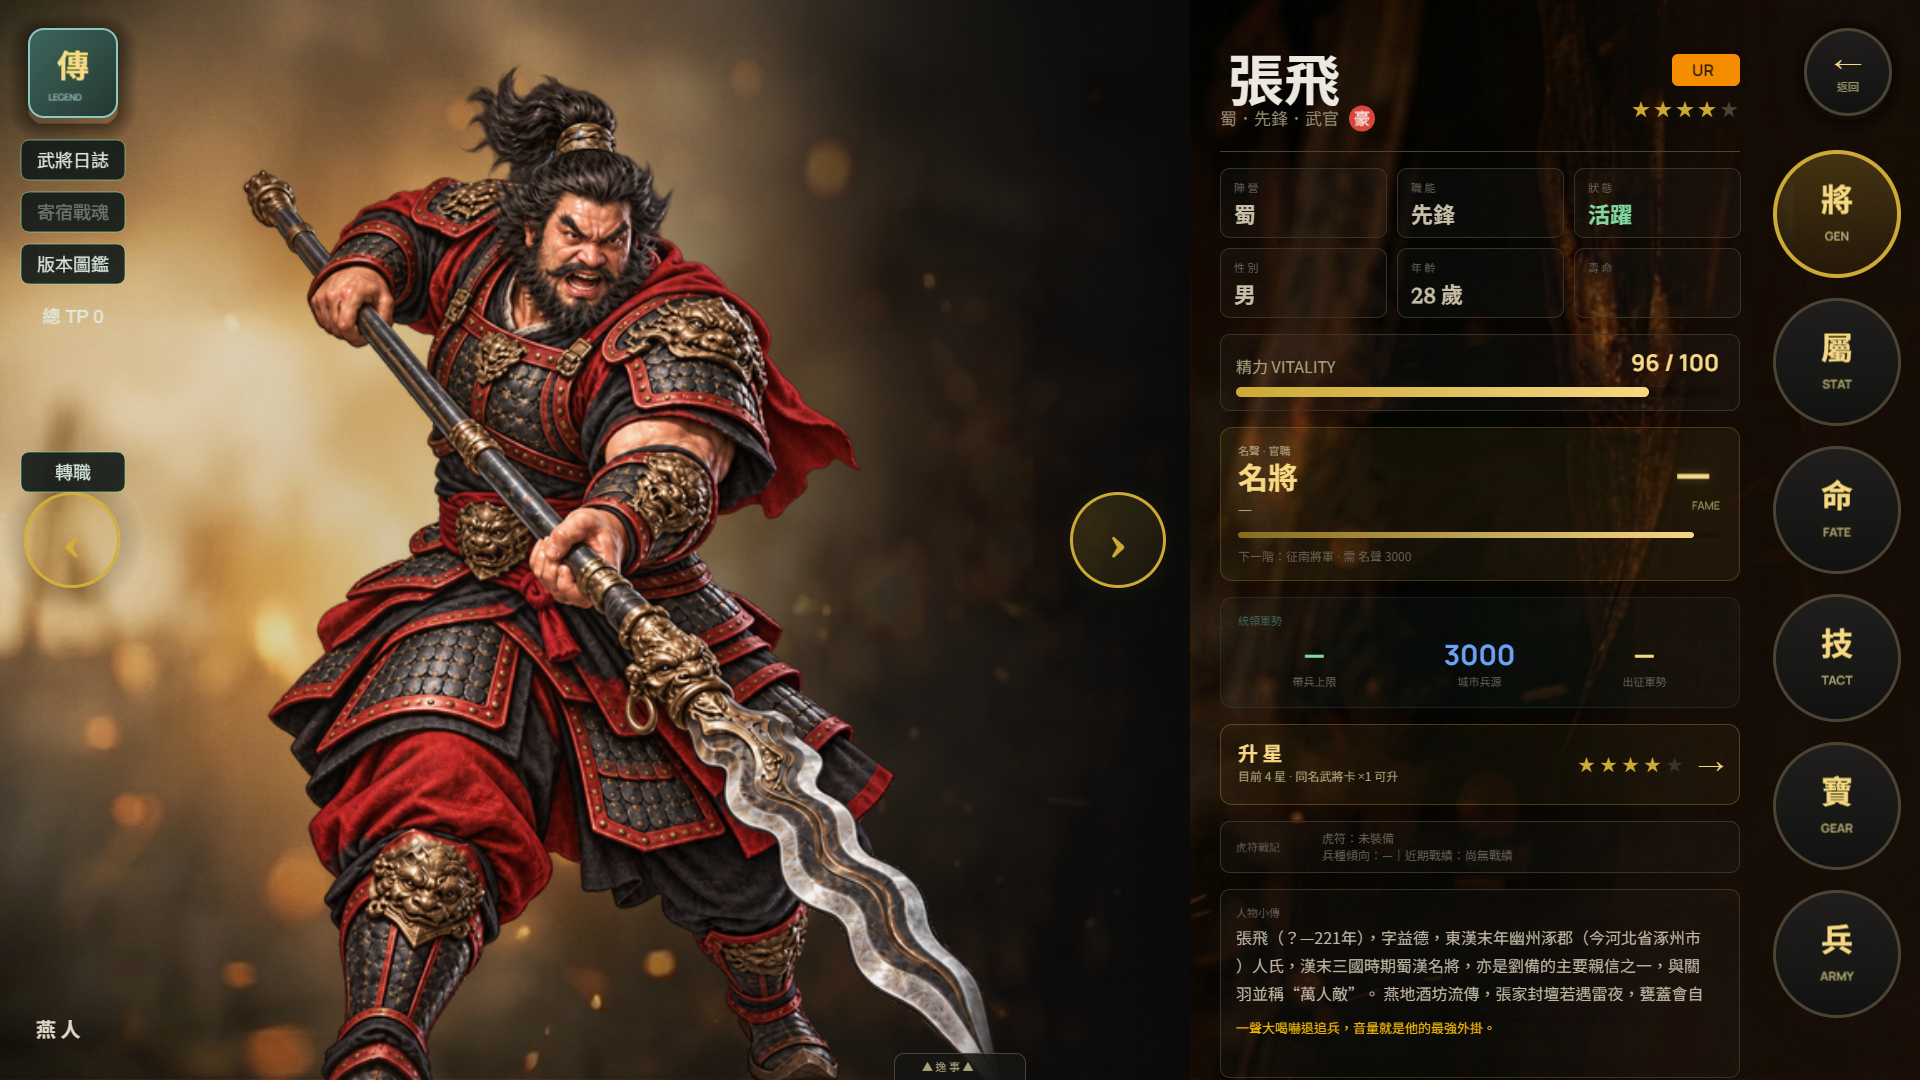 傳
LEGEND
武將日誌
寄宿戰魂
版本圖鑑
總 TP 0
轉職
‹
燕人
›
▲逸事▲
張飛
蜀·先鋒·武官 豪
UR
★★★★★
陣營
蜀
職能
先鋒
狀態
活躍
性別
男
年齡
28 歲
壽命
精力 VITALITY
96 / 100
名聲·官職
名將
—
—
FAME
下一階：征南將軍·需 名聲 3000
統領軍勢
—
帶兵上限
3000
城市兵源
—
出征軍勢
升星
目前 4 星·同名武將卡 ×1 可升
★★★★★ →
虎符戰記
虎符：未裝備
兵種傾向：—｜近期戰績：尚無戰績
人物小傳
張飛（？—221年），字益德，東漢末年幽州涿郡（今河北省涿州市
）人氏，漢末三國時期蜀漢名將，亦是劉備的主要親信之一，與關
羽並稱“萬人敵”。 燕地酒坊流傳，張家封壇若遇雷夜，甕蓋會自
一聲大喝嚇退追兵，音量就是他的最強外掛。
←
返回
將
GEN
屬
STAT
命
FATE
技
TACT
寶
GEAR
兵
ARMY